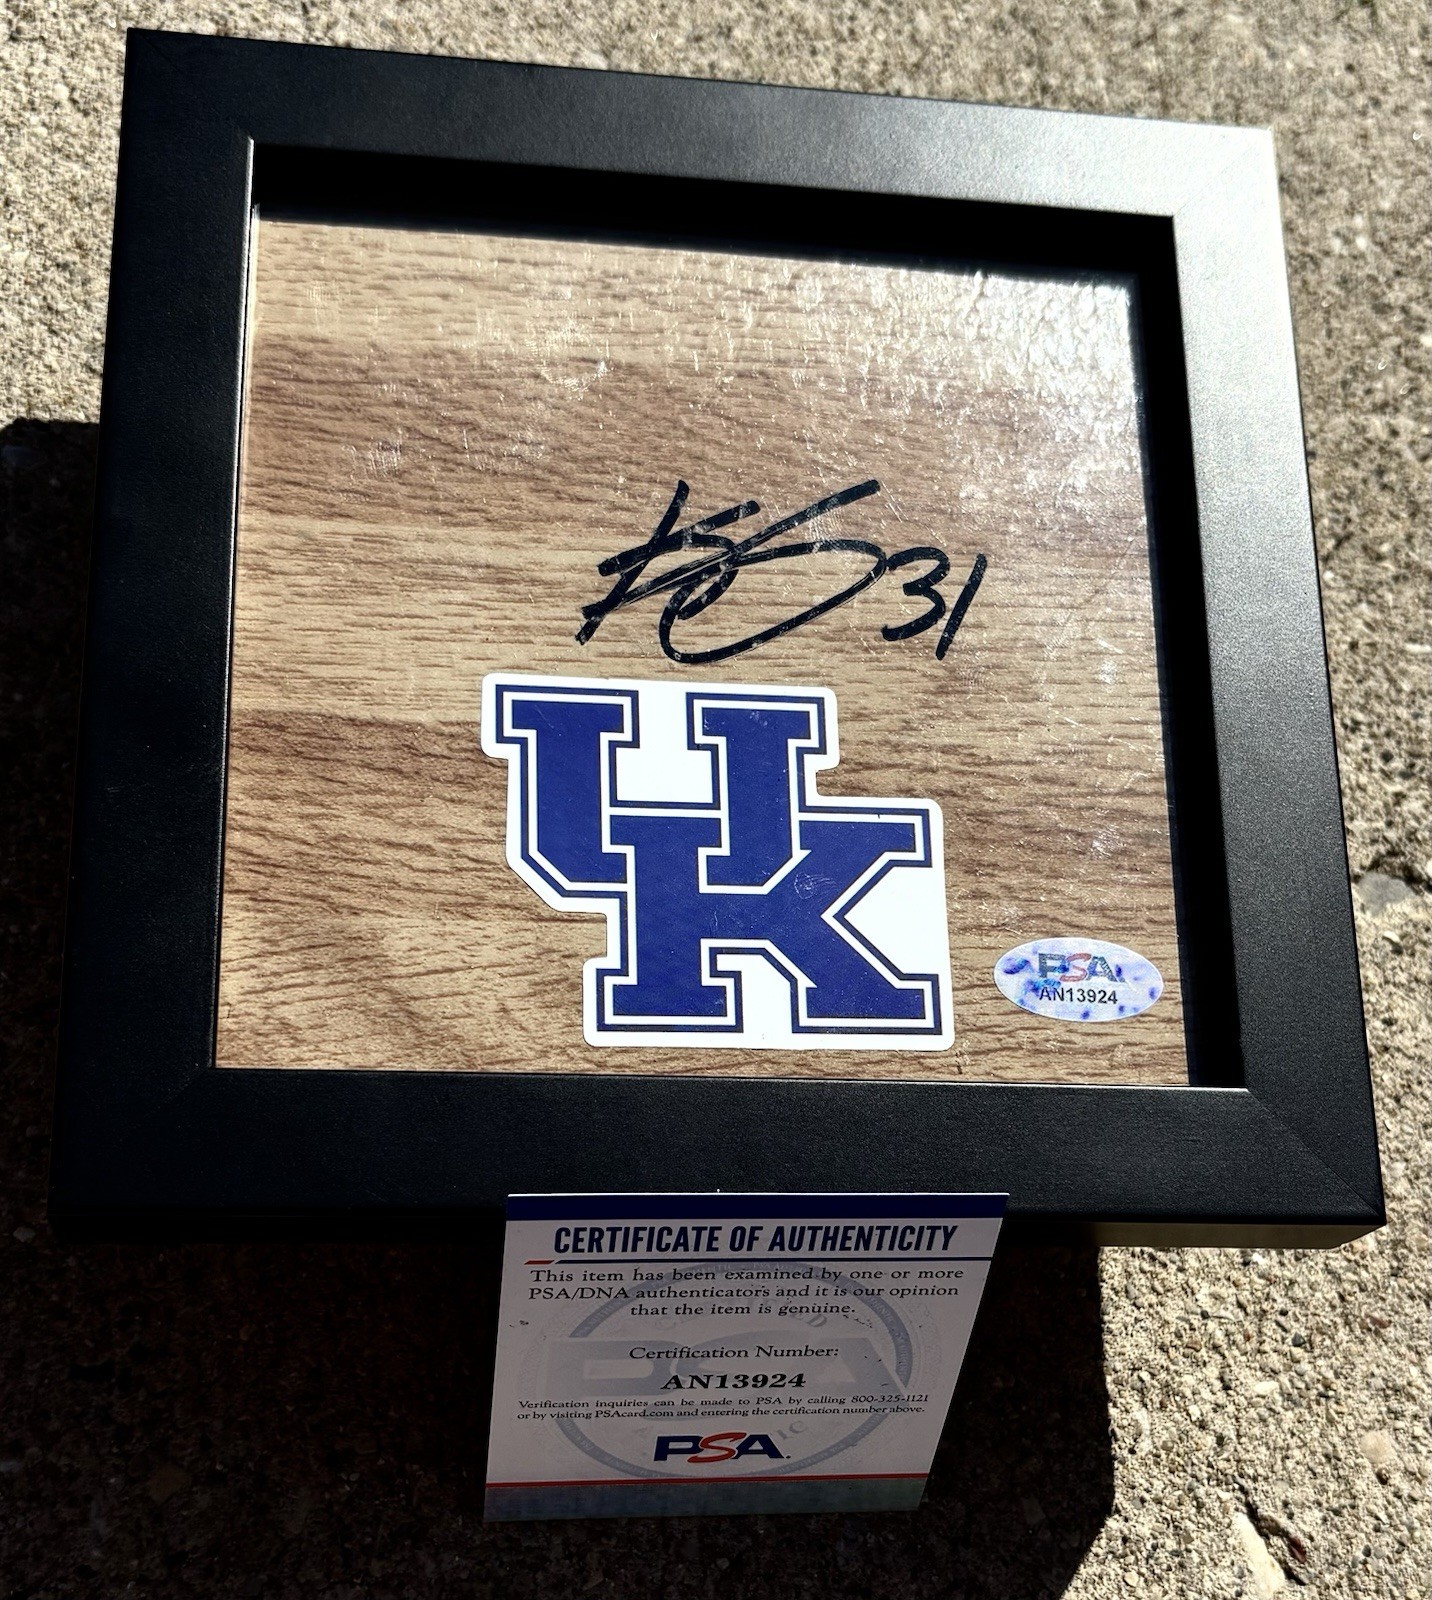 31
UK
PSA
AN13924
CERTIFICATE OF AUTHENTICITY
This item has been examined by one or more
PSA/DNA authenticators and it is our opinion
that the item is genuine.
Certification Number:
AN13924
Verification inquiries can be made to PSA by calling 800-325-1121
or by visiting PSAcard.com and entering the certification number above.
PSA